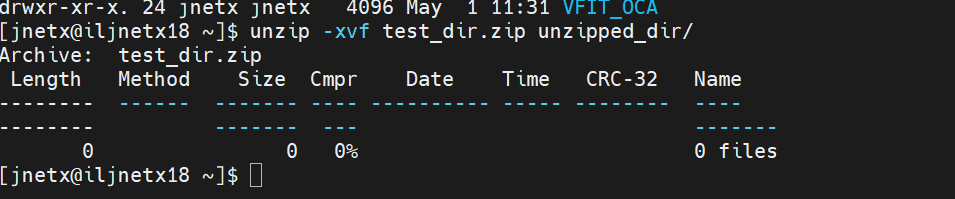 drwxr-xr-x. 24 jnetx jnetx   4096 May  1 11:31 VFIT_OCA
[jnetx@iljnetx18 ~]$ unzip -xvf test_dir.zip unzipped_dir/
Archive:  test_dir.zip
 Length   Method    Size  Cmpr    Date    Time   CRC-32   Name
--------  ------  ------- ---- ---------- ----- --------  ----
--------          -------  ---                            -------
       0                0   0%                            0 files
[jnetx@iljnetx18 ~]$